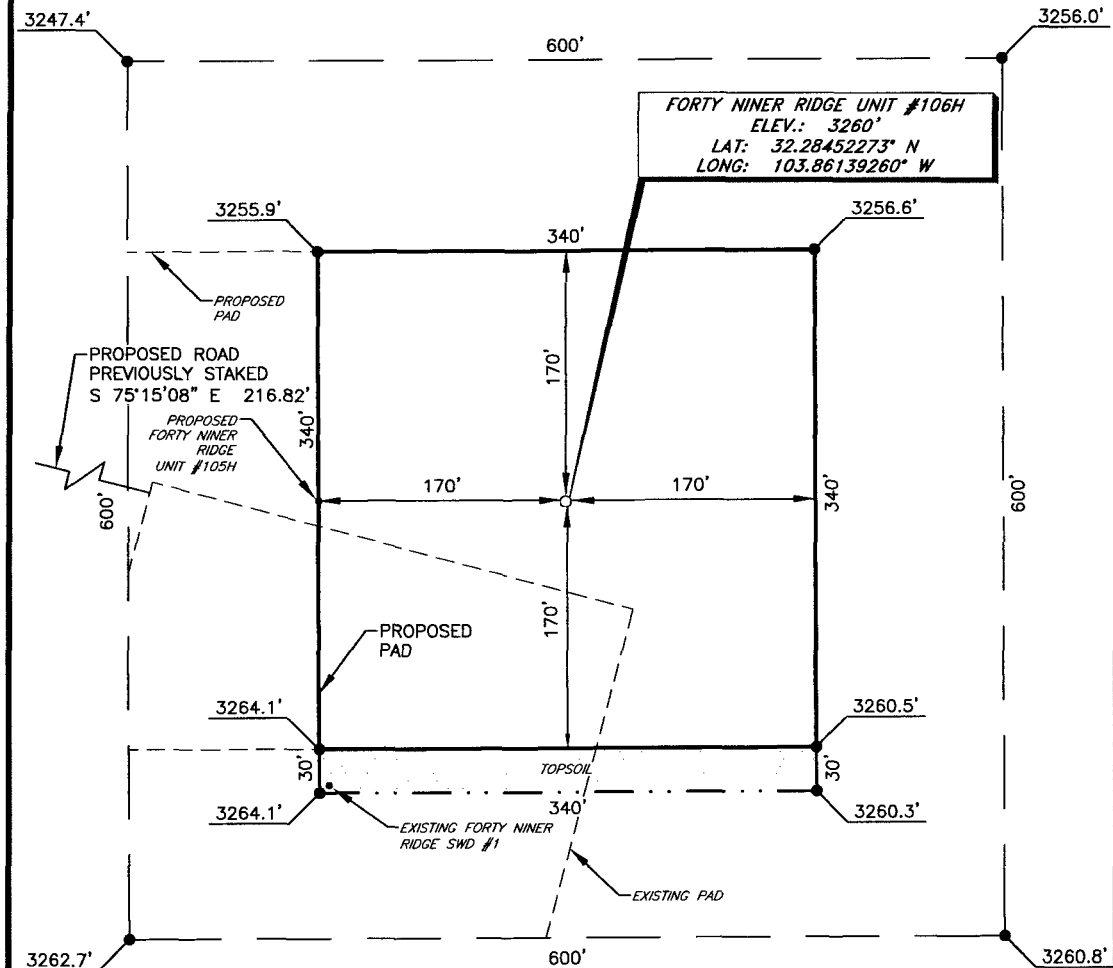 3247.4'
3256.0'
600'
FORTY NINER RIDGE UNIT #106H
ELEV.: 3260'
LAT: 32.28452273° N
LONG: 103.86139260° W
3255.9'
3256.6'
340'
PROPOSED
PAD
170'
PROPOSED ROAD
PREVIOUSLY STAKED
S 75°15'08" E 216.82'
340'
PROPOSED
FORTY NINER
RIDGE
UNIT #105H
170'
170'
340'
600'
600'
170'
PROPOSED
PAD
3264.1'
3260.5'
30'
TOPSOIL
30'
3264.1'
340'
3260.3'
EXISTING FORTY NINER
RIDGE SWD #1
EXISTING PAD
3262.7'
600'
3260.8'